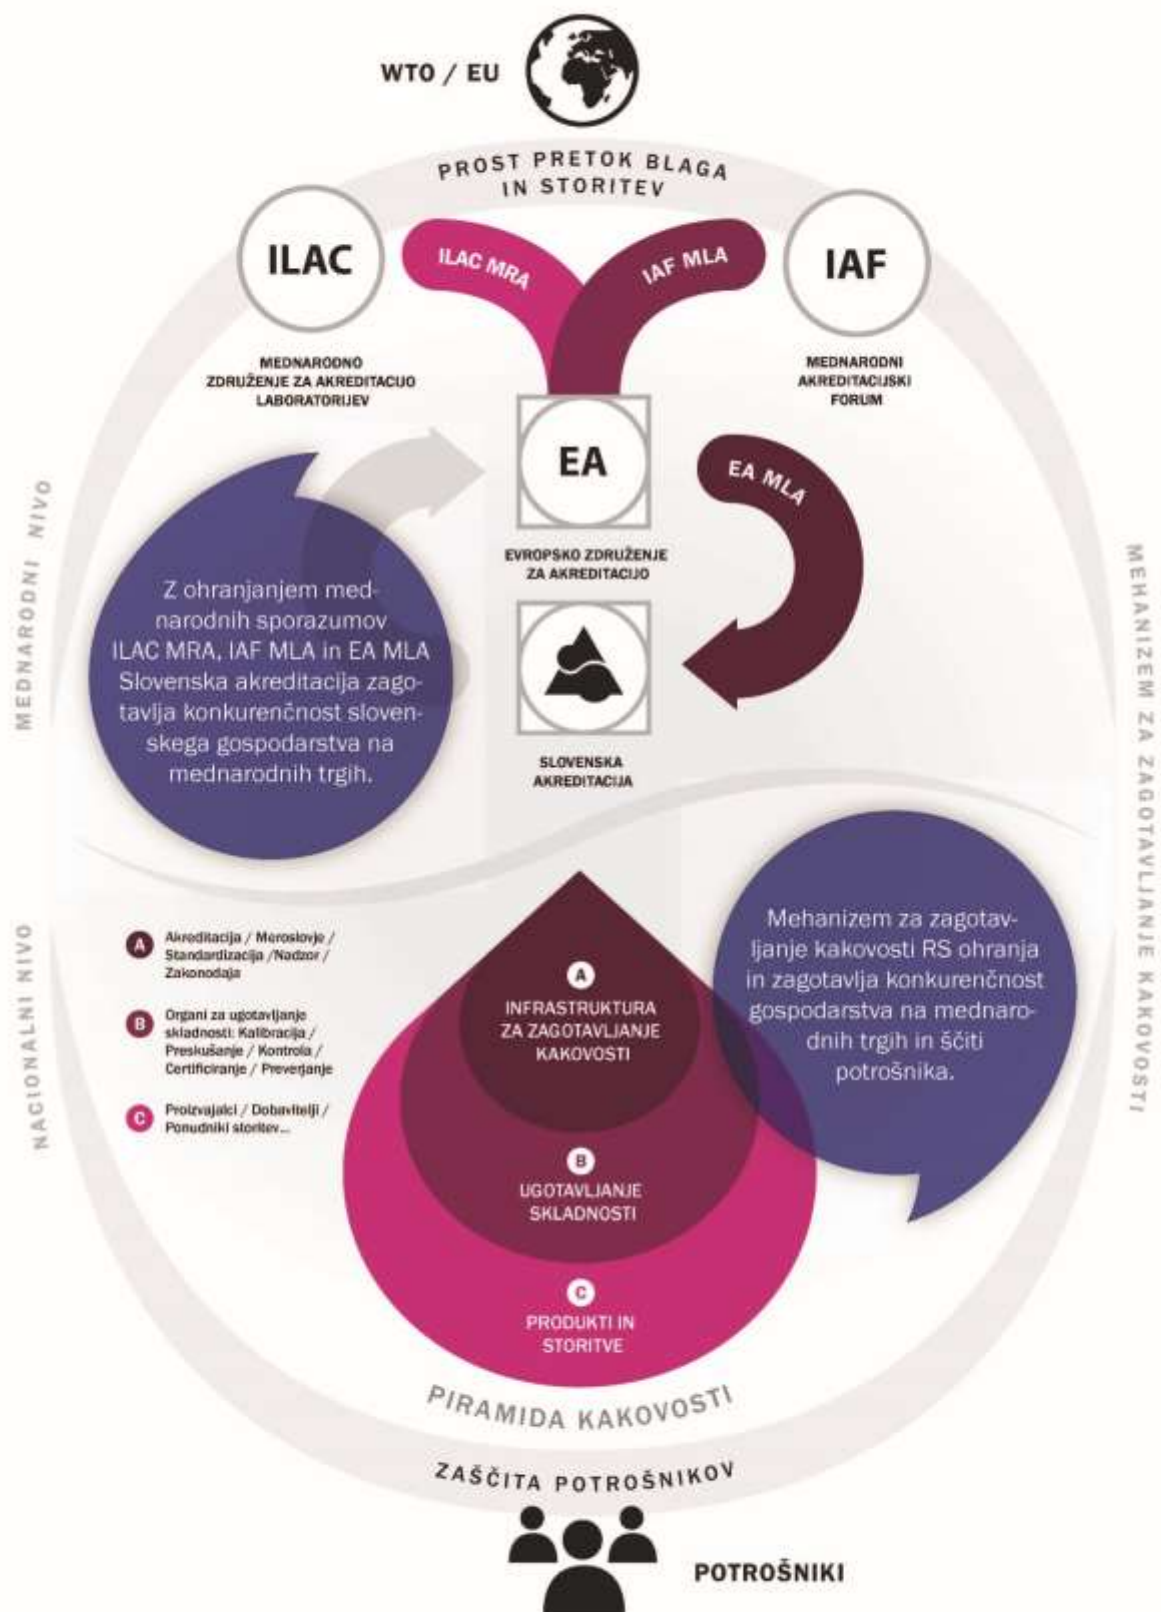 WTO / EU
PROST PRETOK BLAGA
IN STORITEV
ILAC
ILAC MRA
IAF MLA
IAF
MEDNARODNO
ZDRUŽENJE ZA AKREDITACIJO
LABORATORIJEV
MEDNARODNI
AKREDITACIJSKI
FORUM
EA
EA MLA
EVROPSKO ZDRUŽENJE
ZA AKREDITACIJO
MEDNARODNI NIVO
Z ohranjanjem med-
narodnih sporazumov
ILAC MRA, IAF MLA in EA MLA
Slovenska akreditacija zago-
tavlja konkurenčnost sloven-
skega gospodarstva na
mednarodnih trgih.
SLOVENSKA
AKREDITACIJA
MEHANIZEM ZA ZAGOTAVLJANJE KAKOVOSTI
NACIONALNI NIVO
A
Akreditacija / Meroslovje /
Standardizacija /Nadzor /
Zakonodaja
B
Organi za ugotavljanje
skladnosti: Kalibracija /
Preskušanje / Kontrola /
Certificiranje / Preverjanje
C
Proizvajalci / Dobavitelji /
Ponudniki storitev...
A
INFRASTRUKTURA
ZA ZAGOTAVLJANJE
KAKOVOSTI
B
UGOTAVLJANJE
SKLADNOSTI
C
PRODUKTI IN
STORITVE
Mehanizem za zagotav-
ljanje kakovosti RS ohranja
in zagotavlja konkurenčnost
gospodarstva na mednaro-
dnih trgih in ščiti
potrošnika.
PIRAMIDA KAKOVOSTI
ZAŠČITA POTROŠNIKOV
POTROŠNIKI